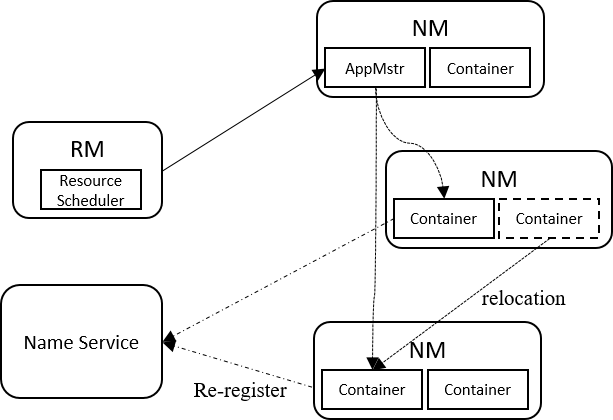 NM
AppMstr
Container
RM
Resource
Scheduler
NM
Container
Container
relocation
Name Service
NM
Re-register
Container
Container